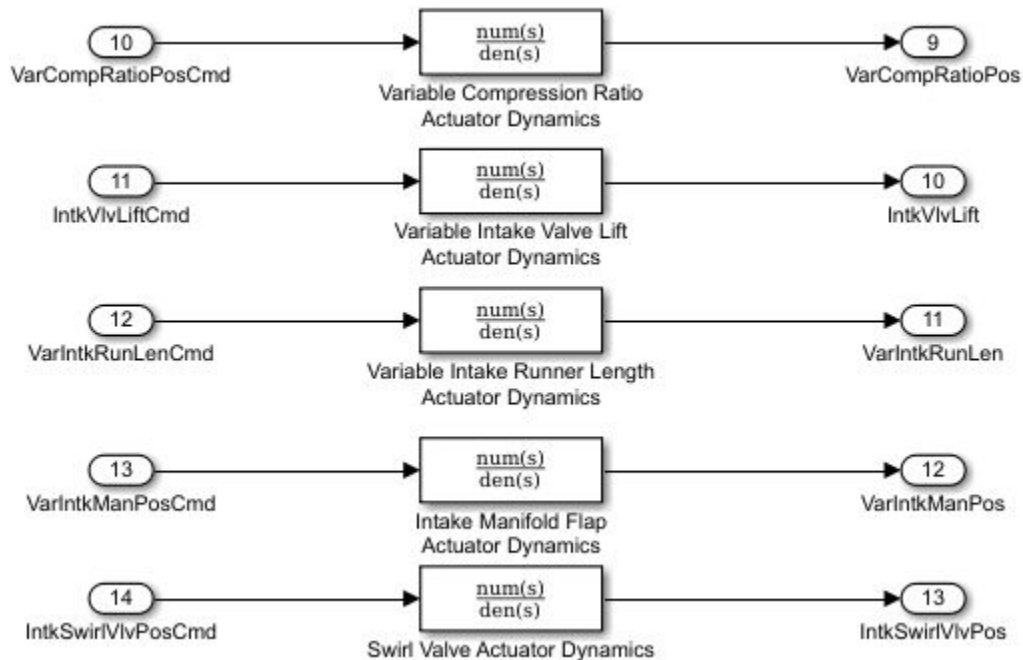 10
num(s)
den(s)
9
VarCompRatioPosCmd
VarCompRatioPos
Variable Compression Ratio
Actuator Dynamics
11
num(s)
den(s)
10
IntkVlvLiftCmd
IntkVlvLift
Variable Intake Valve Lift
Actuator Dynamics
12
num(s)
den(s)
11
VarIntkRunLenCmd
VarIntkRunLen
Variable Intake Runner Length
Actuator Dynamics
13
num(s)
den(s)
12
VarIntkManPosCmd
VarIntkManPos
Intake Manifold Flap
Actuator Dynamics
14
num(s)
den(s)
13
IntkSwirlVlvPosCmd
IntkSwirlVlvPos
Swirl Valve Actuator Dynamics